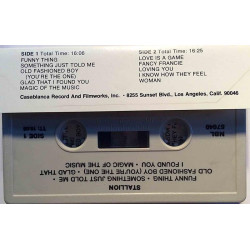 SIDE 1 Total Time: 16:05
FUNNY THING
SOMETHING JUST TOLD ME
OLD FASHIONED BOY
(YOU'RE THE ONE)
GLAD THAT I FOUND YOU
MAGIC OF THE MUSIC
SIDE 2 Total Time: 16:25
LOVE IS A GAME
FANCY FRANCIE
LOVING YOU
I KNOW HOW THEY FEEL
WOMAN
Casablanca Record And Filmworks, Inc. • 8255 Sunset Blvd., Los Angeles, Calif. 90046
STALLION
FUNNY THING • SOMETHING JUST TOLD ME •
OLD FASHIONED BOY (YOU'RE THE ONE) • GLAD THAT
I FOUND YOU • MAGIC OF THE MUSIC
SIDE 1
NBL